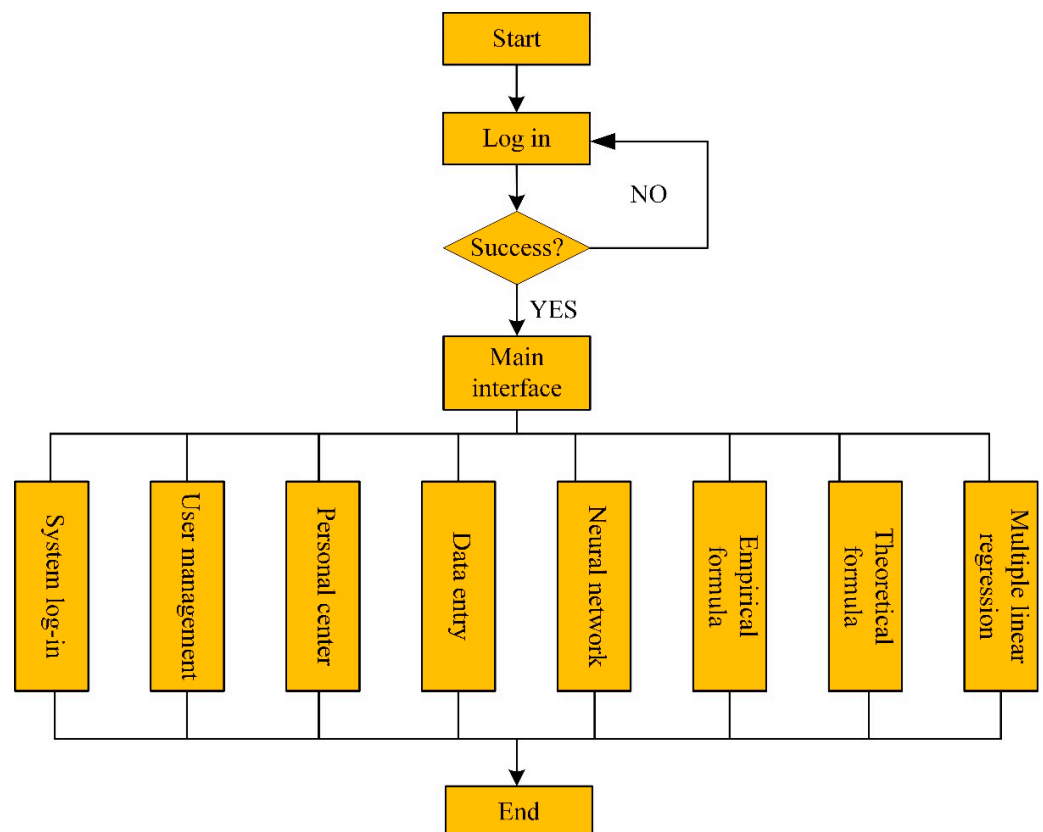 Start
Log in
NO
Success?
YES
Main
interface
System log-in
User management
Personal center
Data entry
Neural network
Empirical
formula
Theoretical
formula
Multiple linear
regression
End